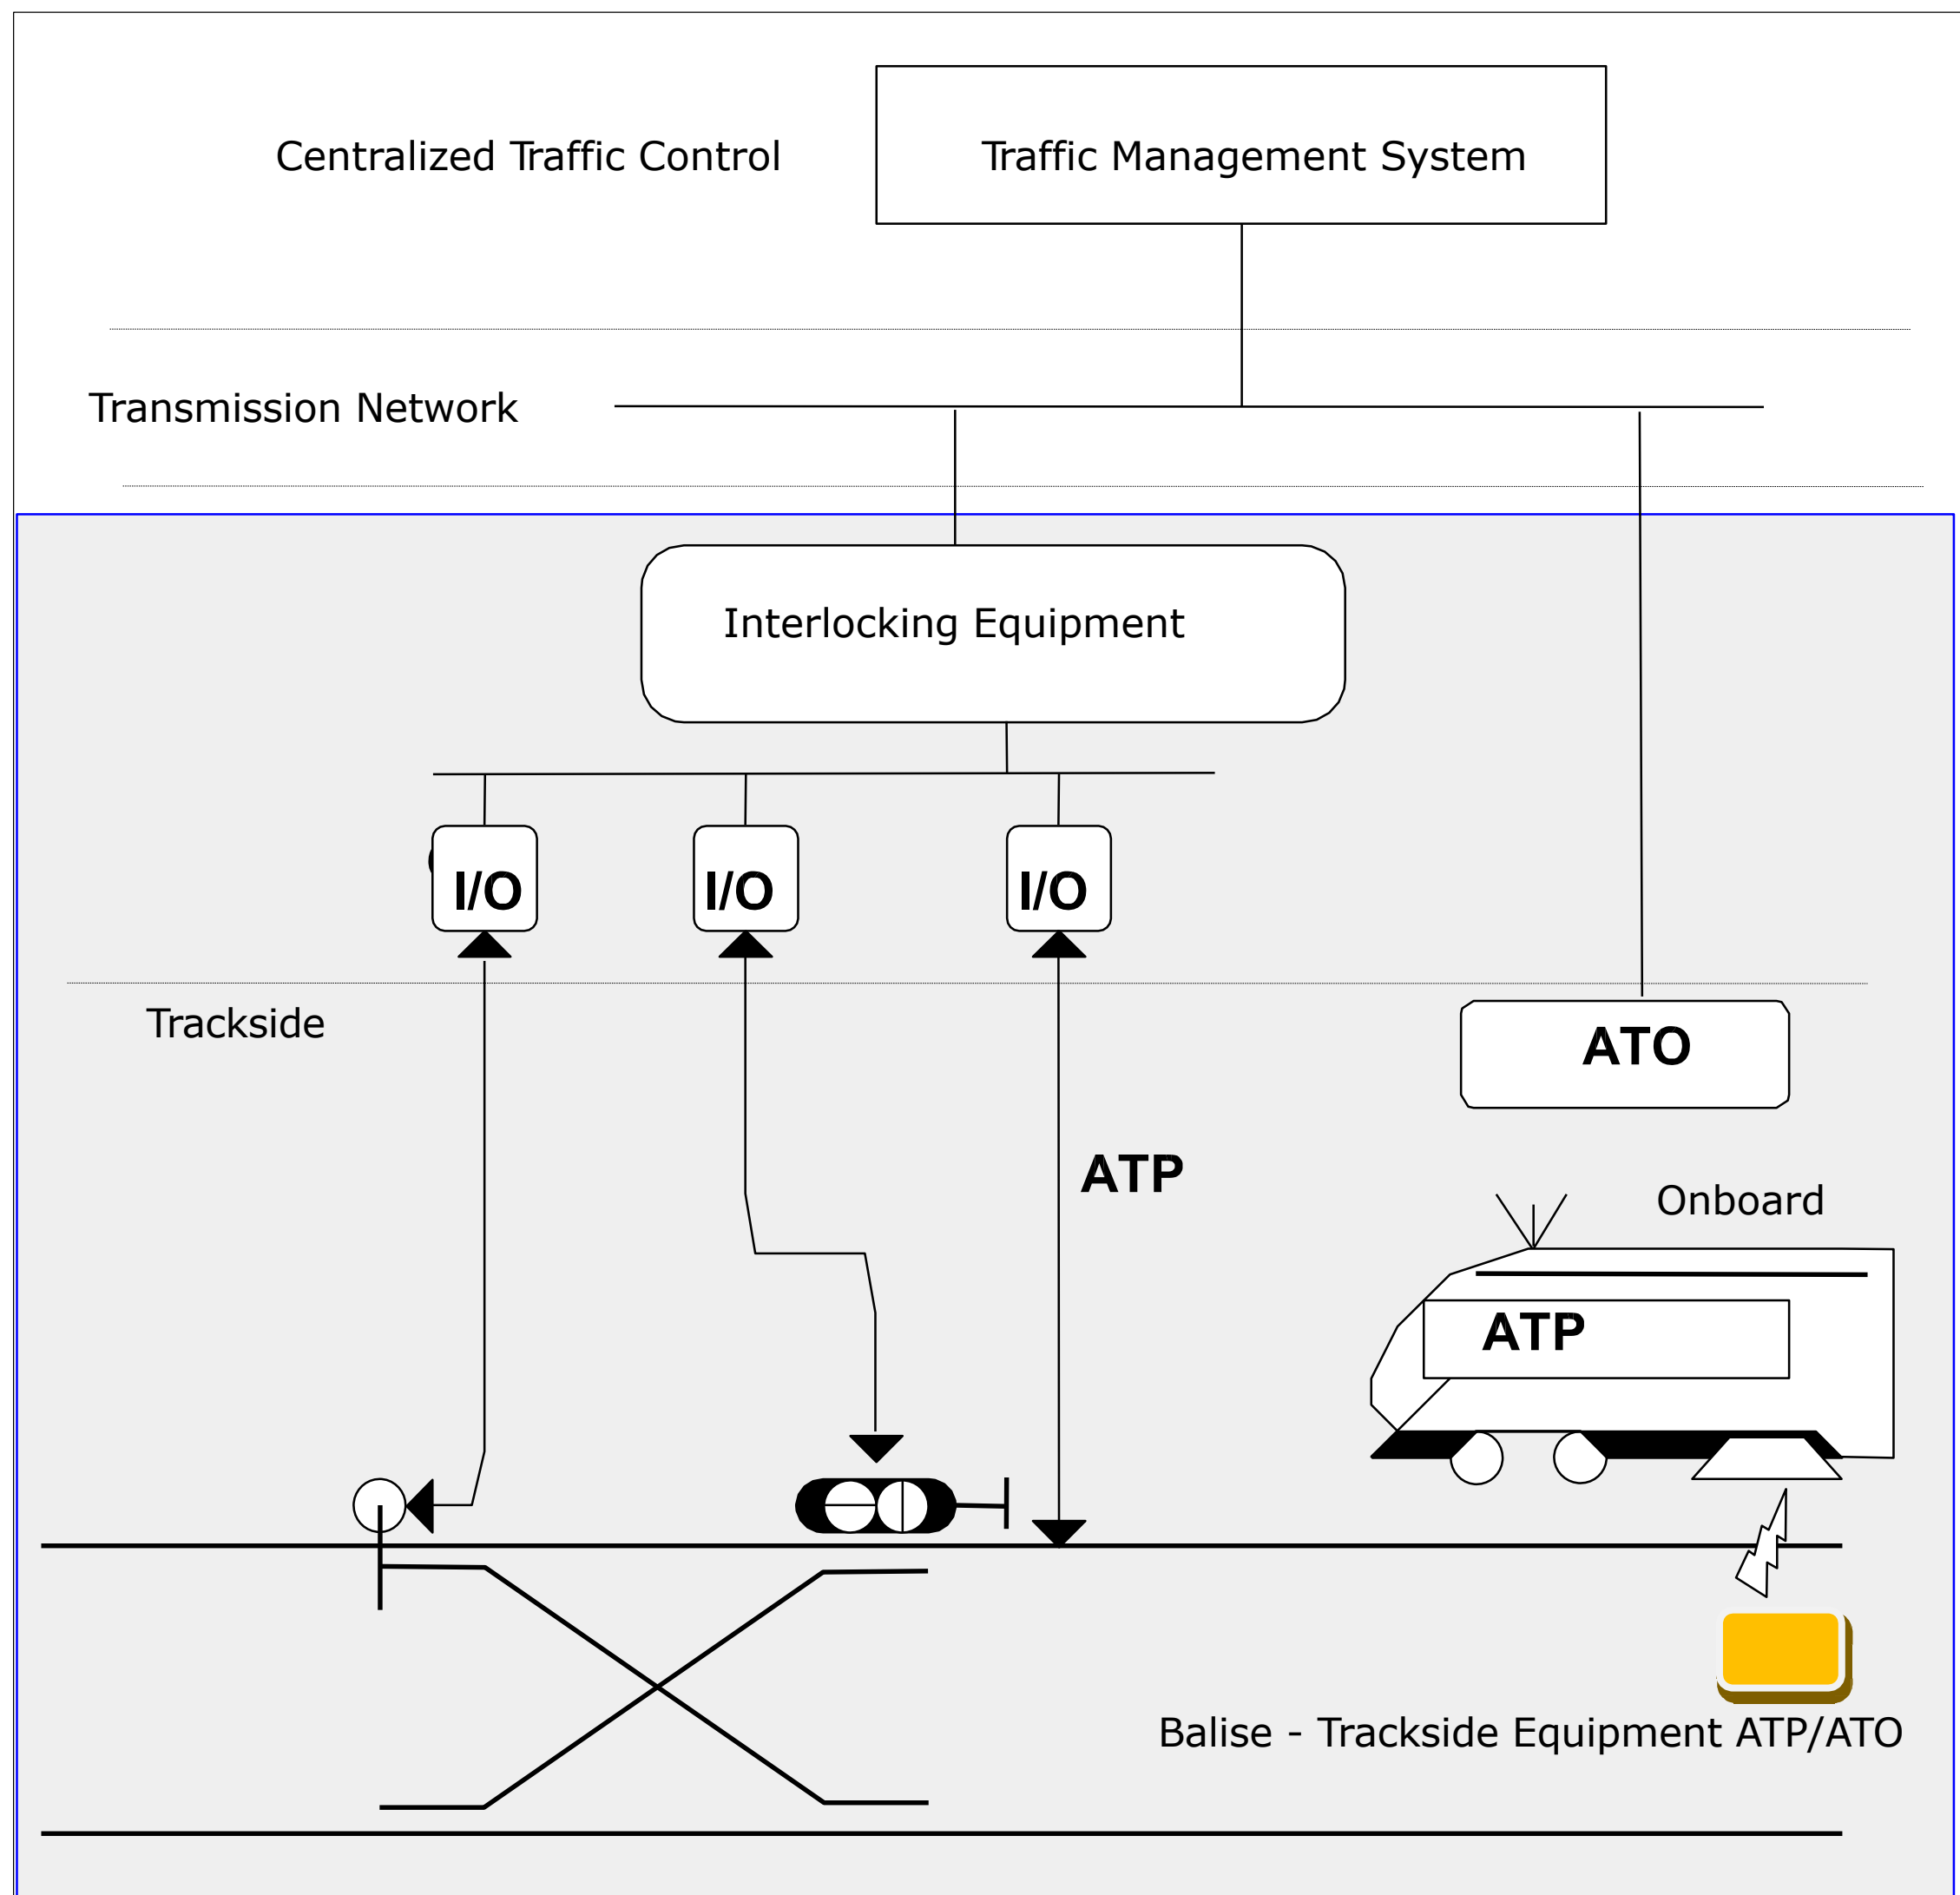 Centralized Traffic Control
Traffic Management System
Transmission Network
Interlocking Equipment
I/O
I/O
I/O
Trackside
ATO
ATP
Onboard
ATP
Balise - Trackside Equipment ATP/ATO